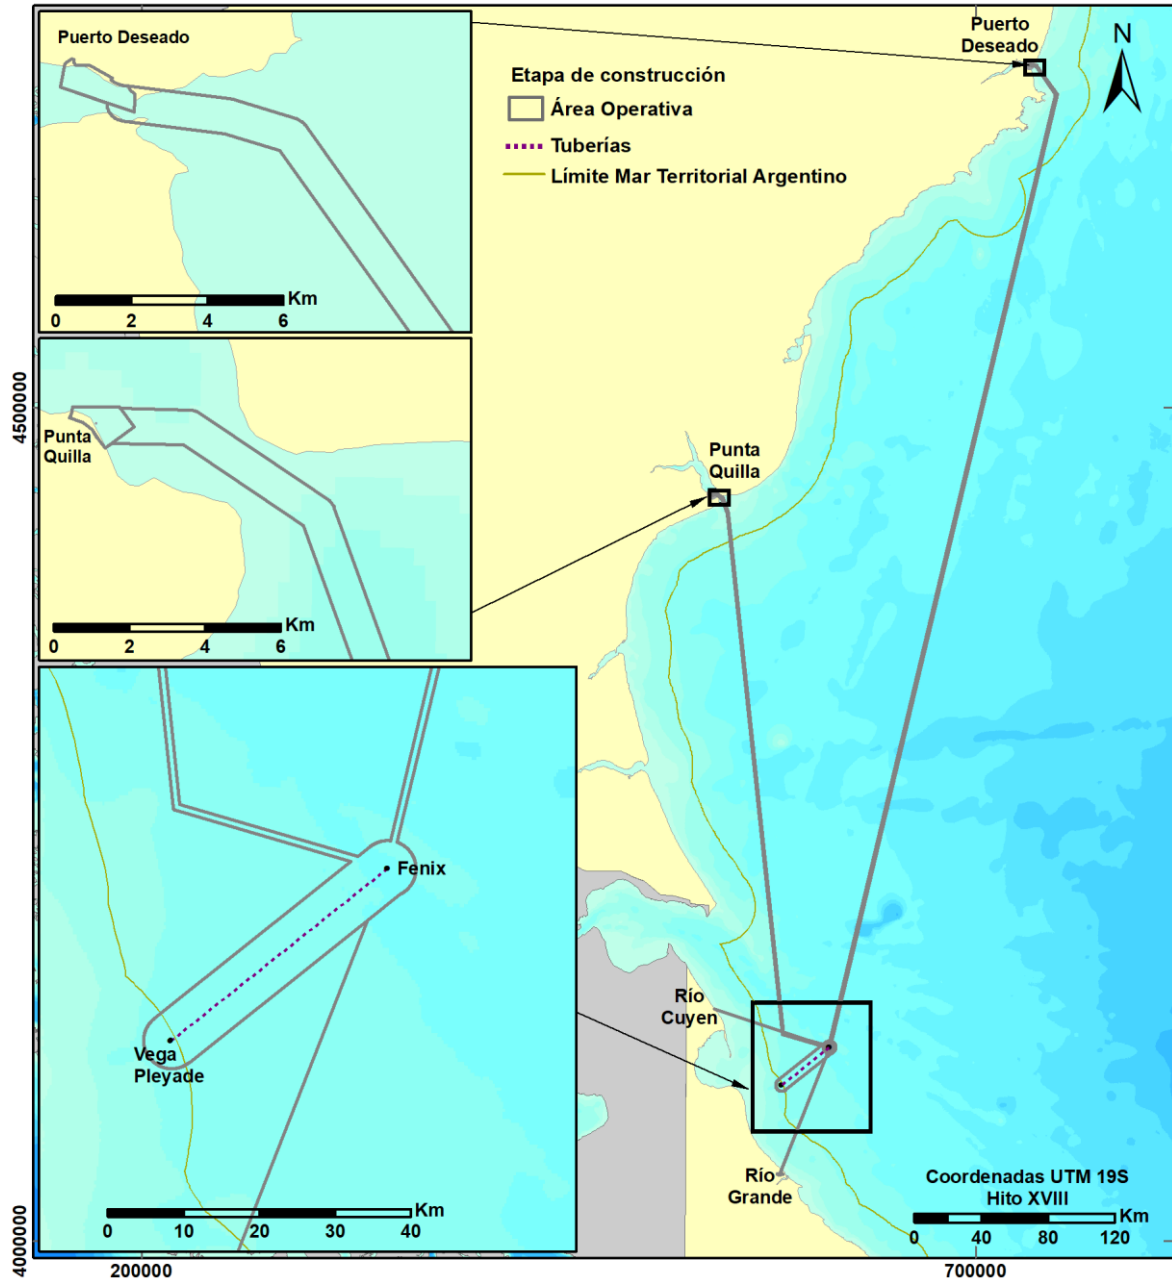 Puerto Deseado
Km
0 2 4 6
Punta
Quilla
Km
0 2 4 6
Fenix
Vega
Pleyade
0 10 20 30 40
Km
Etapa de construcción
Área Operativa
Tuberías
Límite Mar Territorial Argentino
Puerto
Deseado
N
Punta
Quilla
Río
Cuyen
Río
Grande
Coordenadas UTM 19S
Hito XVIII
Km
0 40 80 120
4500000
4000000
200000
700000